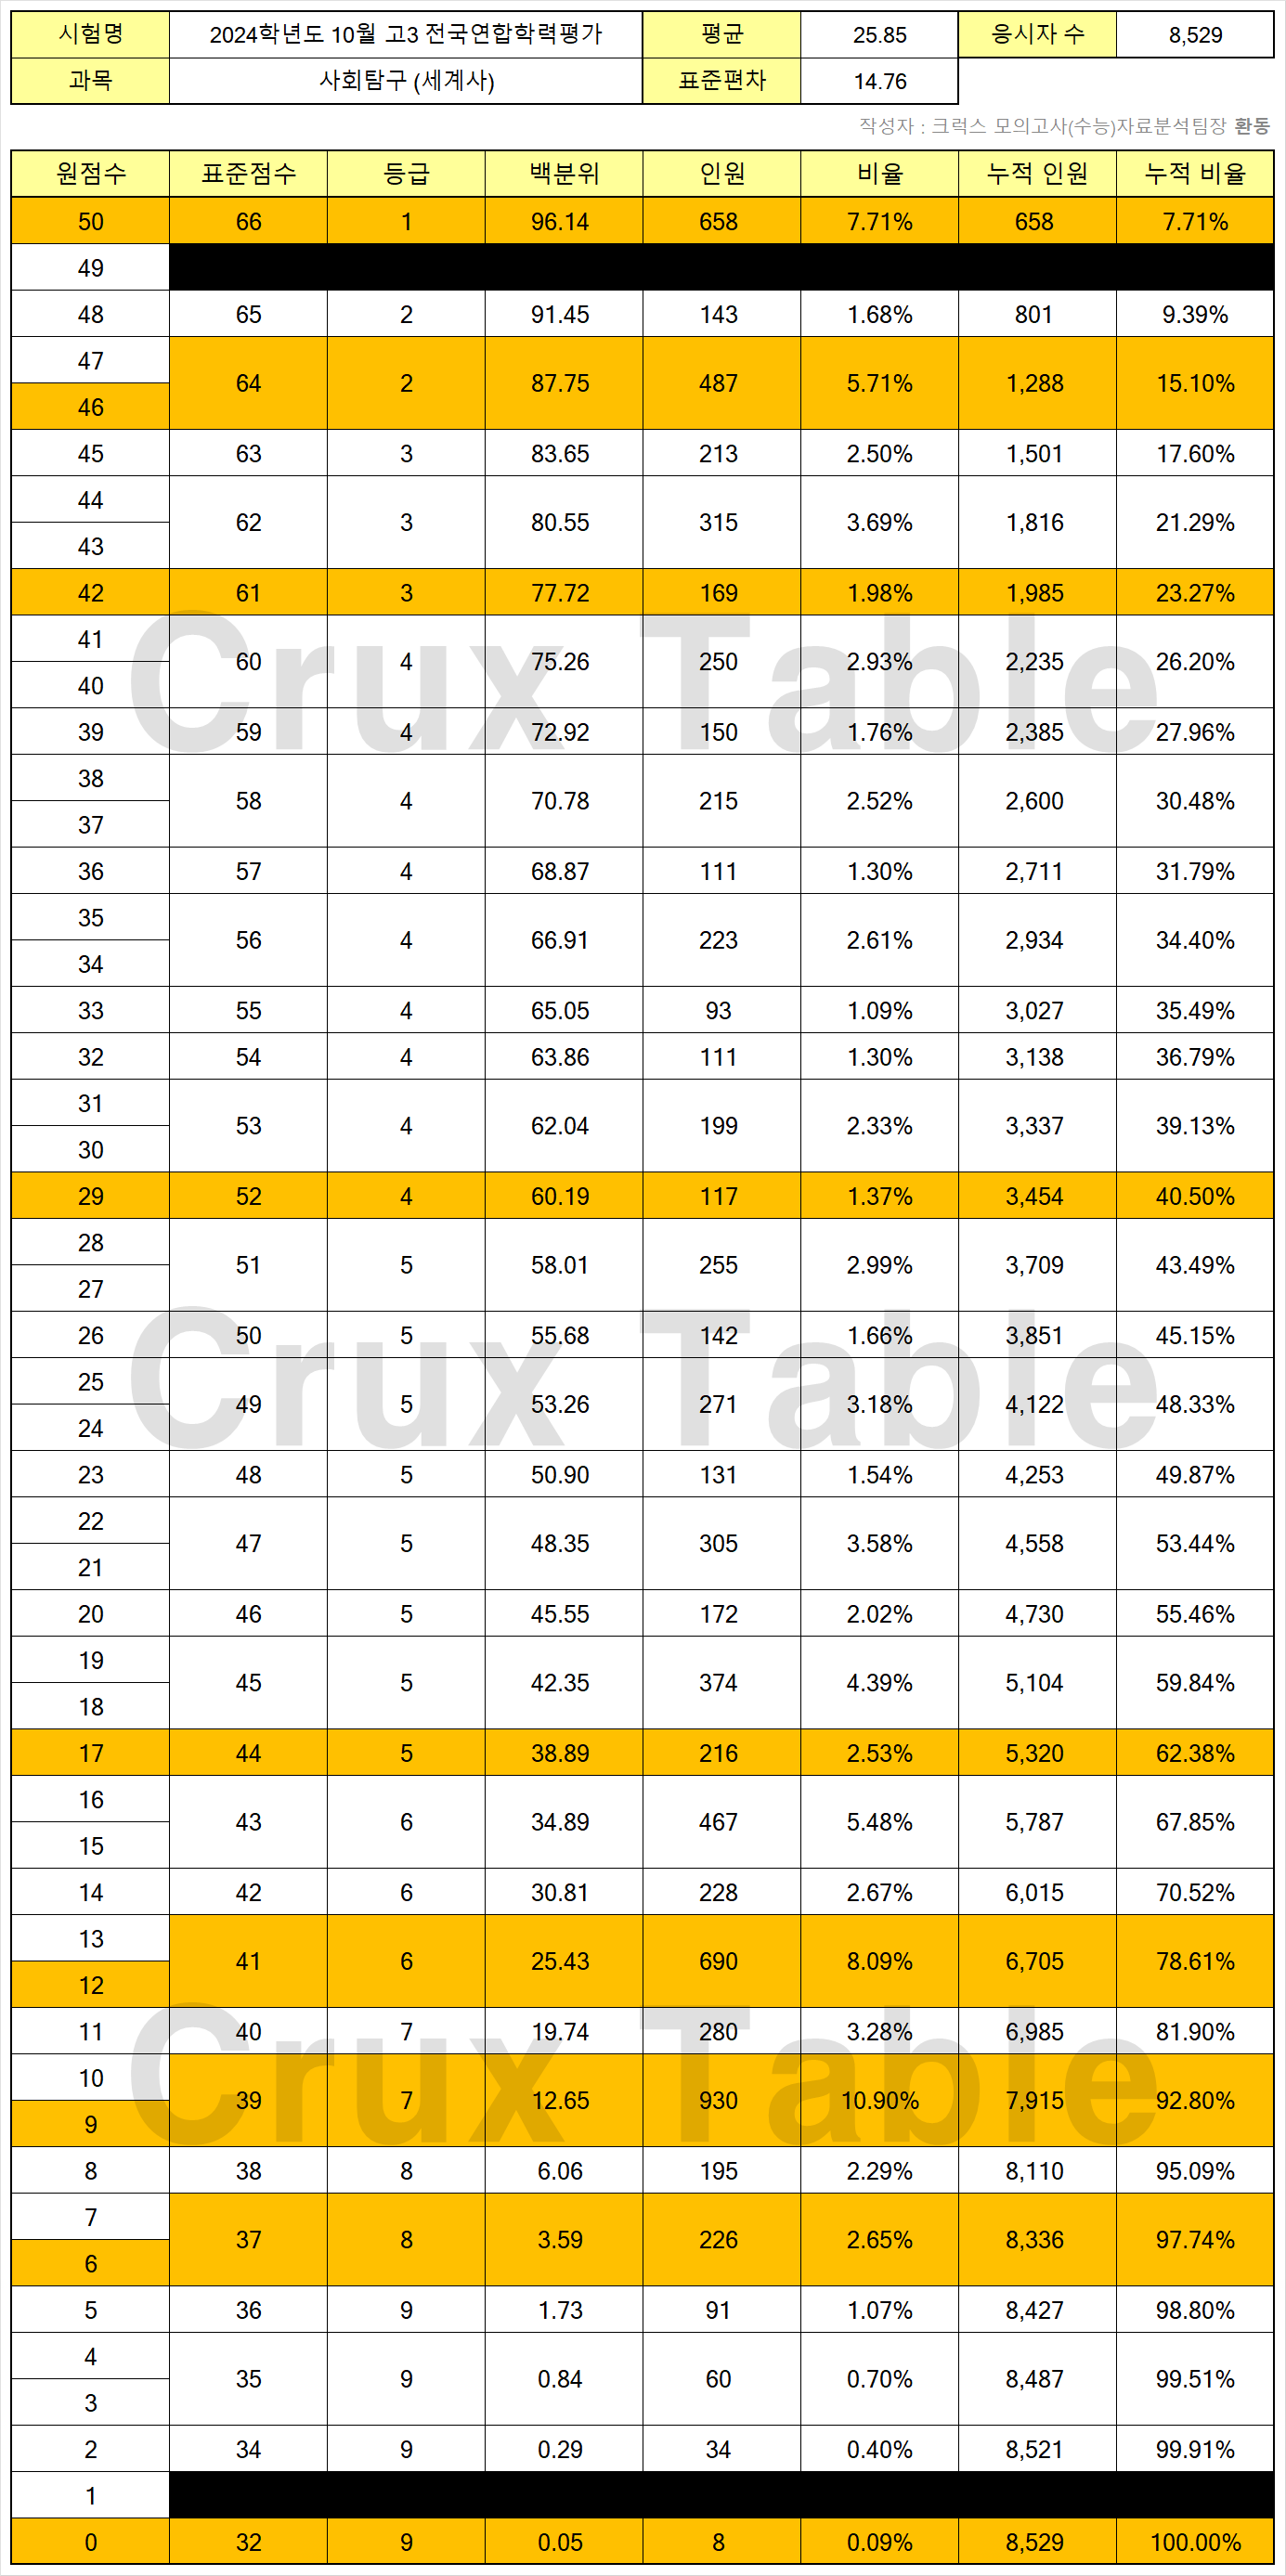 시험명 2024학년도 10월 고3 전국연합학력평가 평균 25.85 응시자 수 8,529
과목 사회탐구 (세계사) 표준편차 14.76
작성자 : 크럭스 모의고사(수능)자료분석팀장 환동
원점수 표준점수 등급 백분위 인원 비율 누적 인원 누적 비율
50 66 1 96.14 658 7.71% 658 7.71%
49
48 65 2 91.45 143 1.68% 801 9.39%
47
64 2 87.75 487 5.71% 1,288 15.10%
46
45 63 3 83.65 213 2.50% 1,501 17.60%
44
62 3 80.55 315 3.69% 1,816 21.29%
43
42 61 3 77.72 169 1.98% 1,985 23.27%
Crux Table
41
60 4 75.26 250 2.93% 2,235 26.20%
40
39 59 4 72.92 150 1.76% 2,385 27.96%
38
58 4 70.78 215 2.52% 2,600 30.48%
37
36 57 4 68.87 111 1.30% 2,711 31.79%
35
56 4 66.91 223 2.61% 2,934 34.40%
34
33 55 4 65.05 93 1.09% 3,027 35.49%
32 54 4 63.86 111 1.30% 3,138 36.79%
31
53 4 62.04 199 2.33% 3,337 39.13%
30
29 52 4 60.19 117 1.37% 3,454 40.50%
28
51 5 58.01 255 2.99% 3,709 43.49%
27
Crux Table
26 50 5 55.68 142 1.66% 3,851 45.15%
25
49 5 53.26 271 3.18% 4,122 48.33%
24
23 48 5 50.90 131 1.54% 4,253 49.87%
22
47 5 48.35 305 3.58% 4,558 53.44%
21
20 46 5 45.55 172 2.02% 4,730 55.46%
19
45 5 42.35 374 4.39% 5,104 59.84%
18
17 44 5 38.89 216 2.53% 5,320 62.38%
16
43 6 34.89 467 5.48% 5,787 67.85%
15
14 42 6 30.81 228 2.67% 6,015 70.52%
13
41 6 25.43 690 8.09% 6,705 78.61%
12
Crux Table
11 40 7 19.74 280 3.28% 6,985 81.90%
10
39 7 12.65 930 10.90% 7,915 92.80%
9
8 38 8 6.06 195 2.29% 8,110 95.09%
7
37 8 3.59 226 2.65% 8,336 97.74%
6
5 36 9 1.73 91 1.07% 8,427 98.80%
4
35 9 0.84 60 0.70% 8,487 99.51%
3
2 34 9 0.29 34 0.40% 8,521 99.91%
1
0 32 9 0.05 8 0.09% 8,529 100.00%